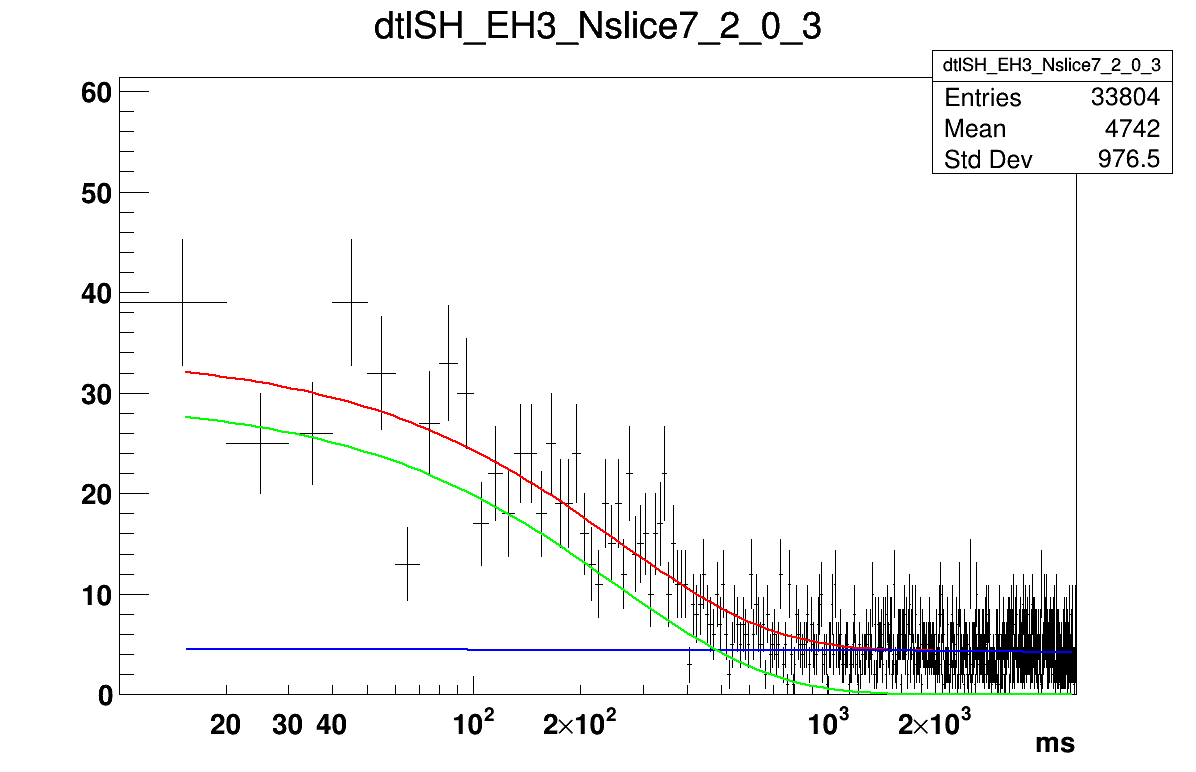 dtlSH_EH3_Nslice7_2_0_3
dtlSH_EH3_Nslice7_2_0_3
Entries 33804
Mean 4742
Std Dev 976.5
60
50
40
30
20
10
0
20 30 40 10² 2×10² 10³ 2×10³
ms